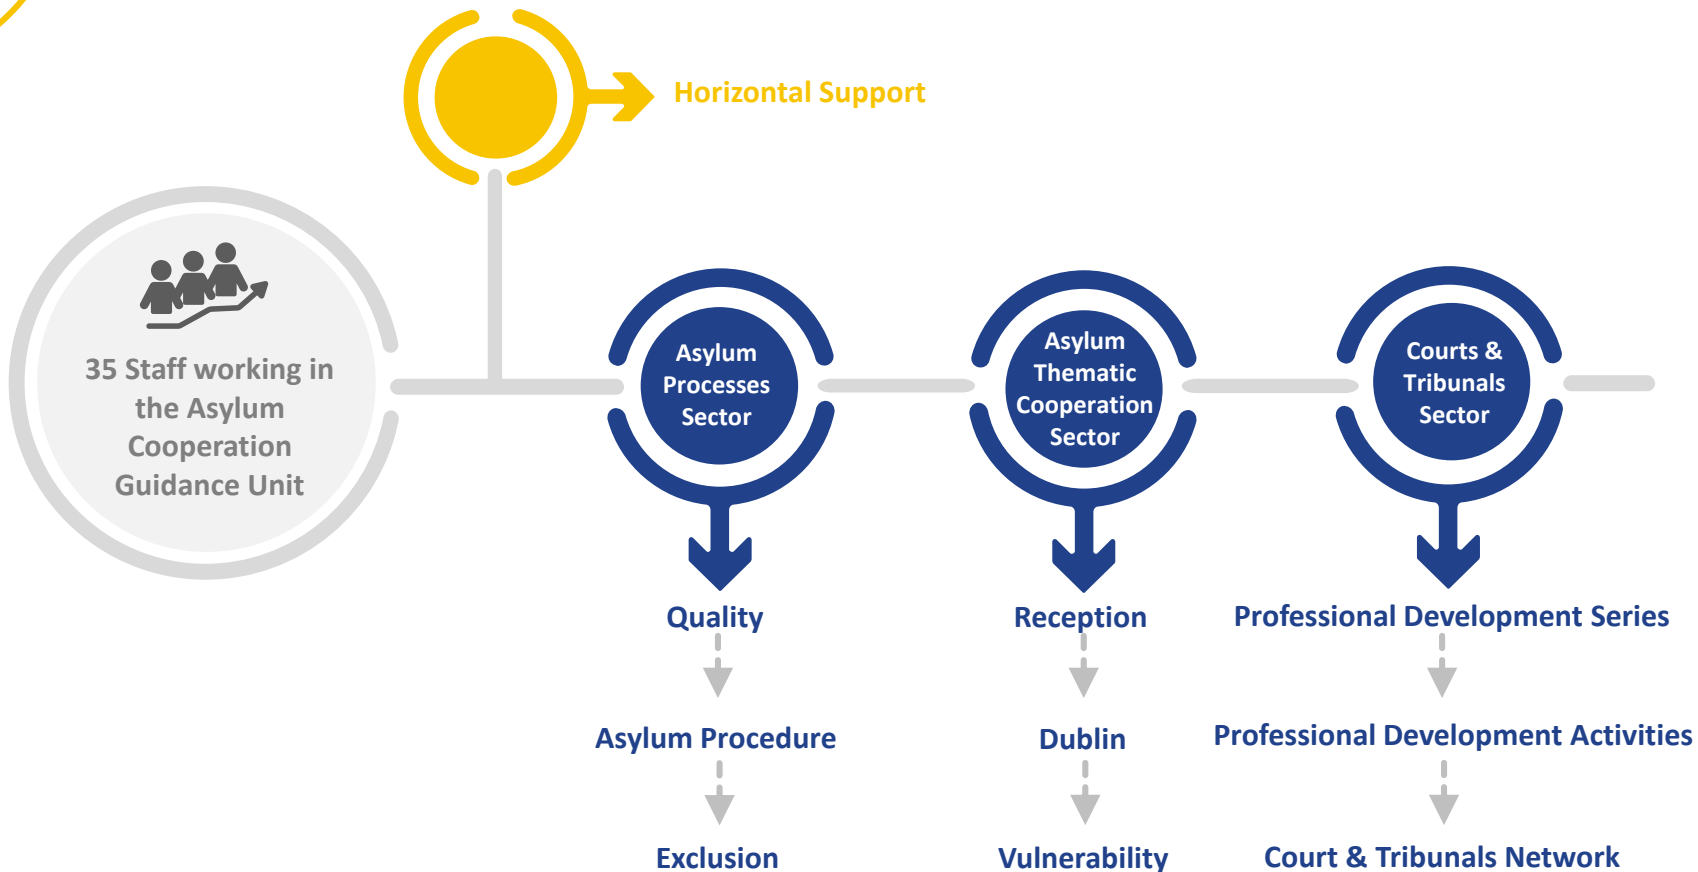 Horizontal Support
35 Staff working in
the Asylum
Cooperation
Guidance Unit
Asylum
Processes
Sector
Asylum
Thematic
Cooperation
Sector
Courts &
Tribunals
Sector
Quality
Reception
Professional Development Series
Asylum Procedure
Dublin
Professional Development Activities
Exclusion
Vulnerability
Court & Tribunals Network